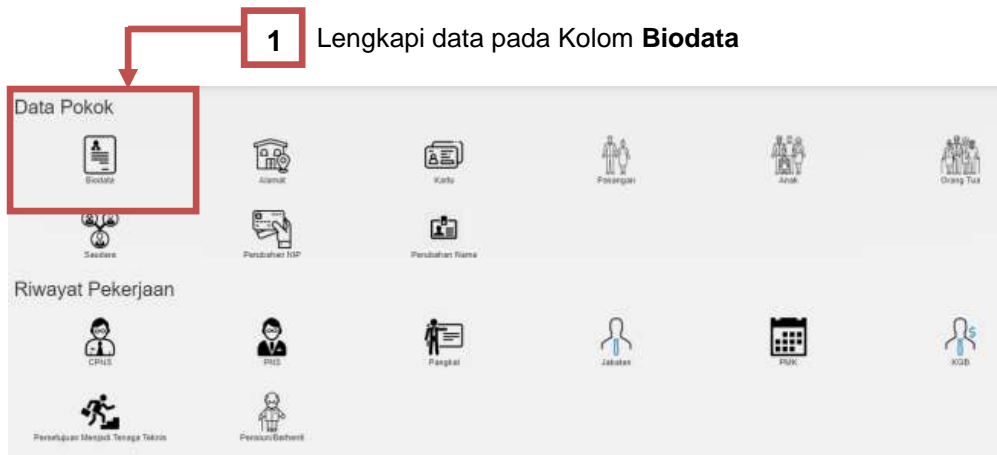 1 Lengkapi data pada Kolom Biodata
Data Pokok
Biodata Alamat Kartu Pasangan Anak Orang Tua
Saudara Perubahan NIP Perubahan Nama
Riwayat Pekerjaan
CPNS PNS Pangkat Jabatan PMK KGB
Persetujuan Menjadi Tenaga Teknis Pensiun/Berhenti